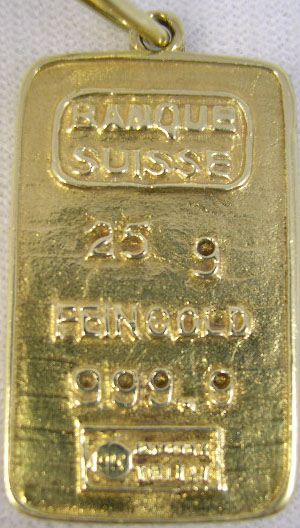 BANQUE
SUISSE
25 g
FEINGOLD
999.9